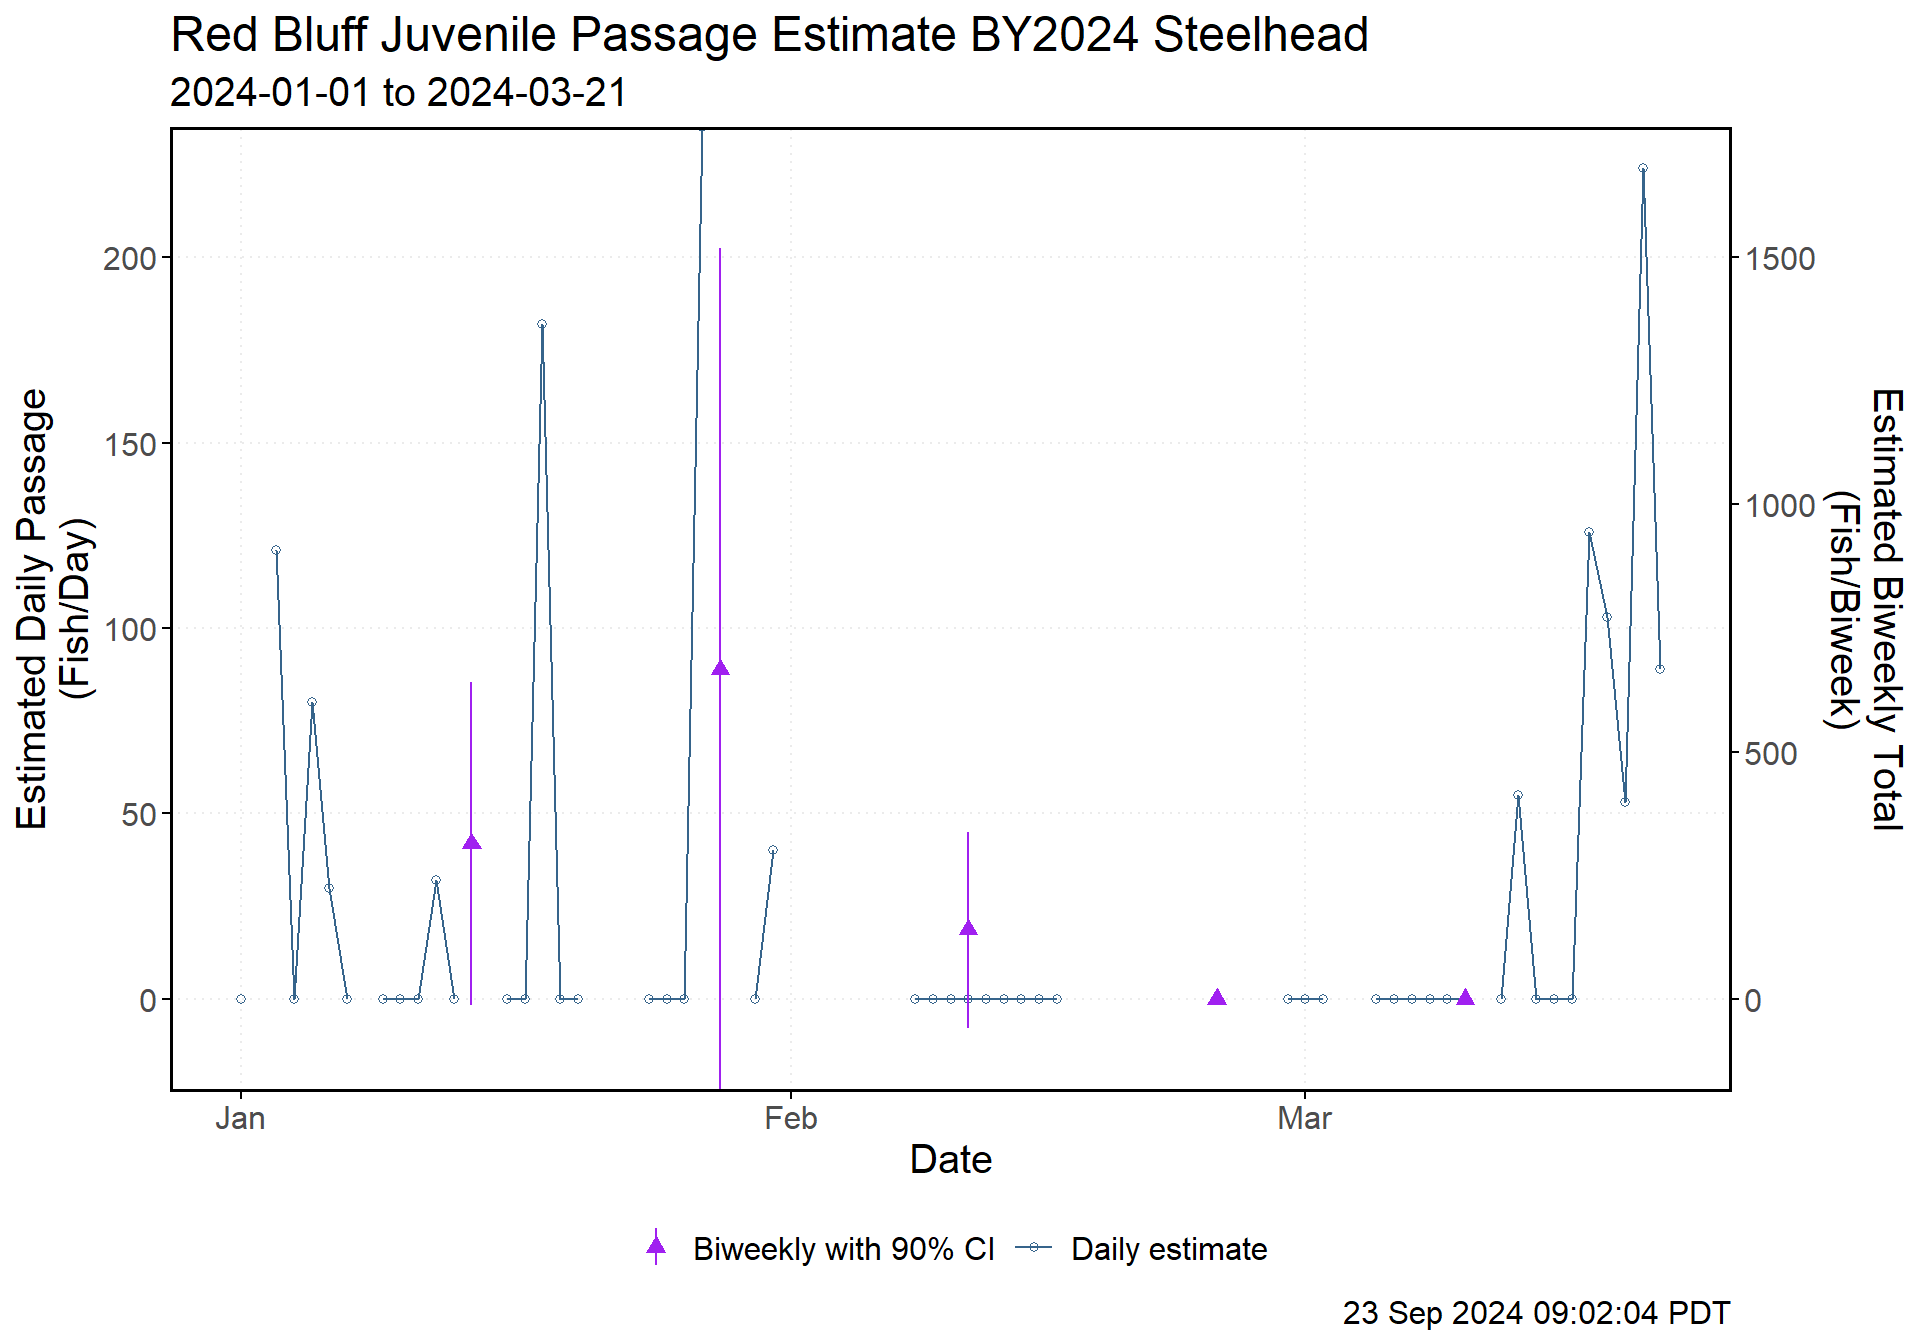 Red Bluff Juvenile Passage Estimate BY2024 Steelhead
2024-01-01 to 2024-03-21
Estimated Daily Passage
(Fish/Day)
200
150
100
50
0
1500
1000
500
0
Estimated Biweekly Total
(Fish/Biweek)
Jan
Feb
Mar
Date
Biweekly with 90% CI
Daily estimate
23 Sep 2024 09:02:04 PDT